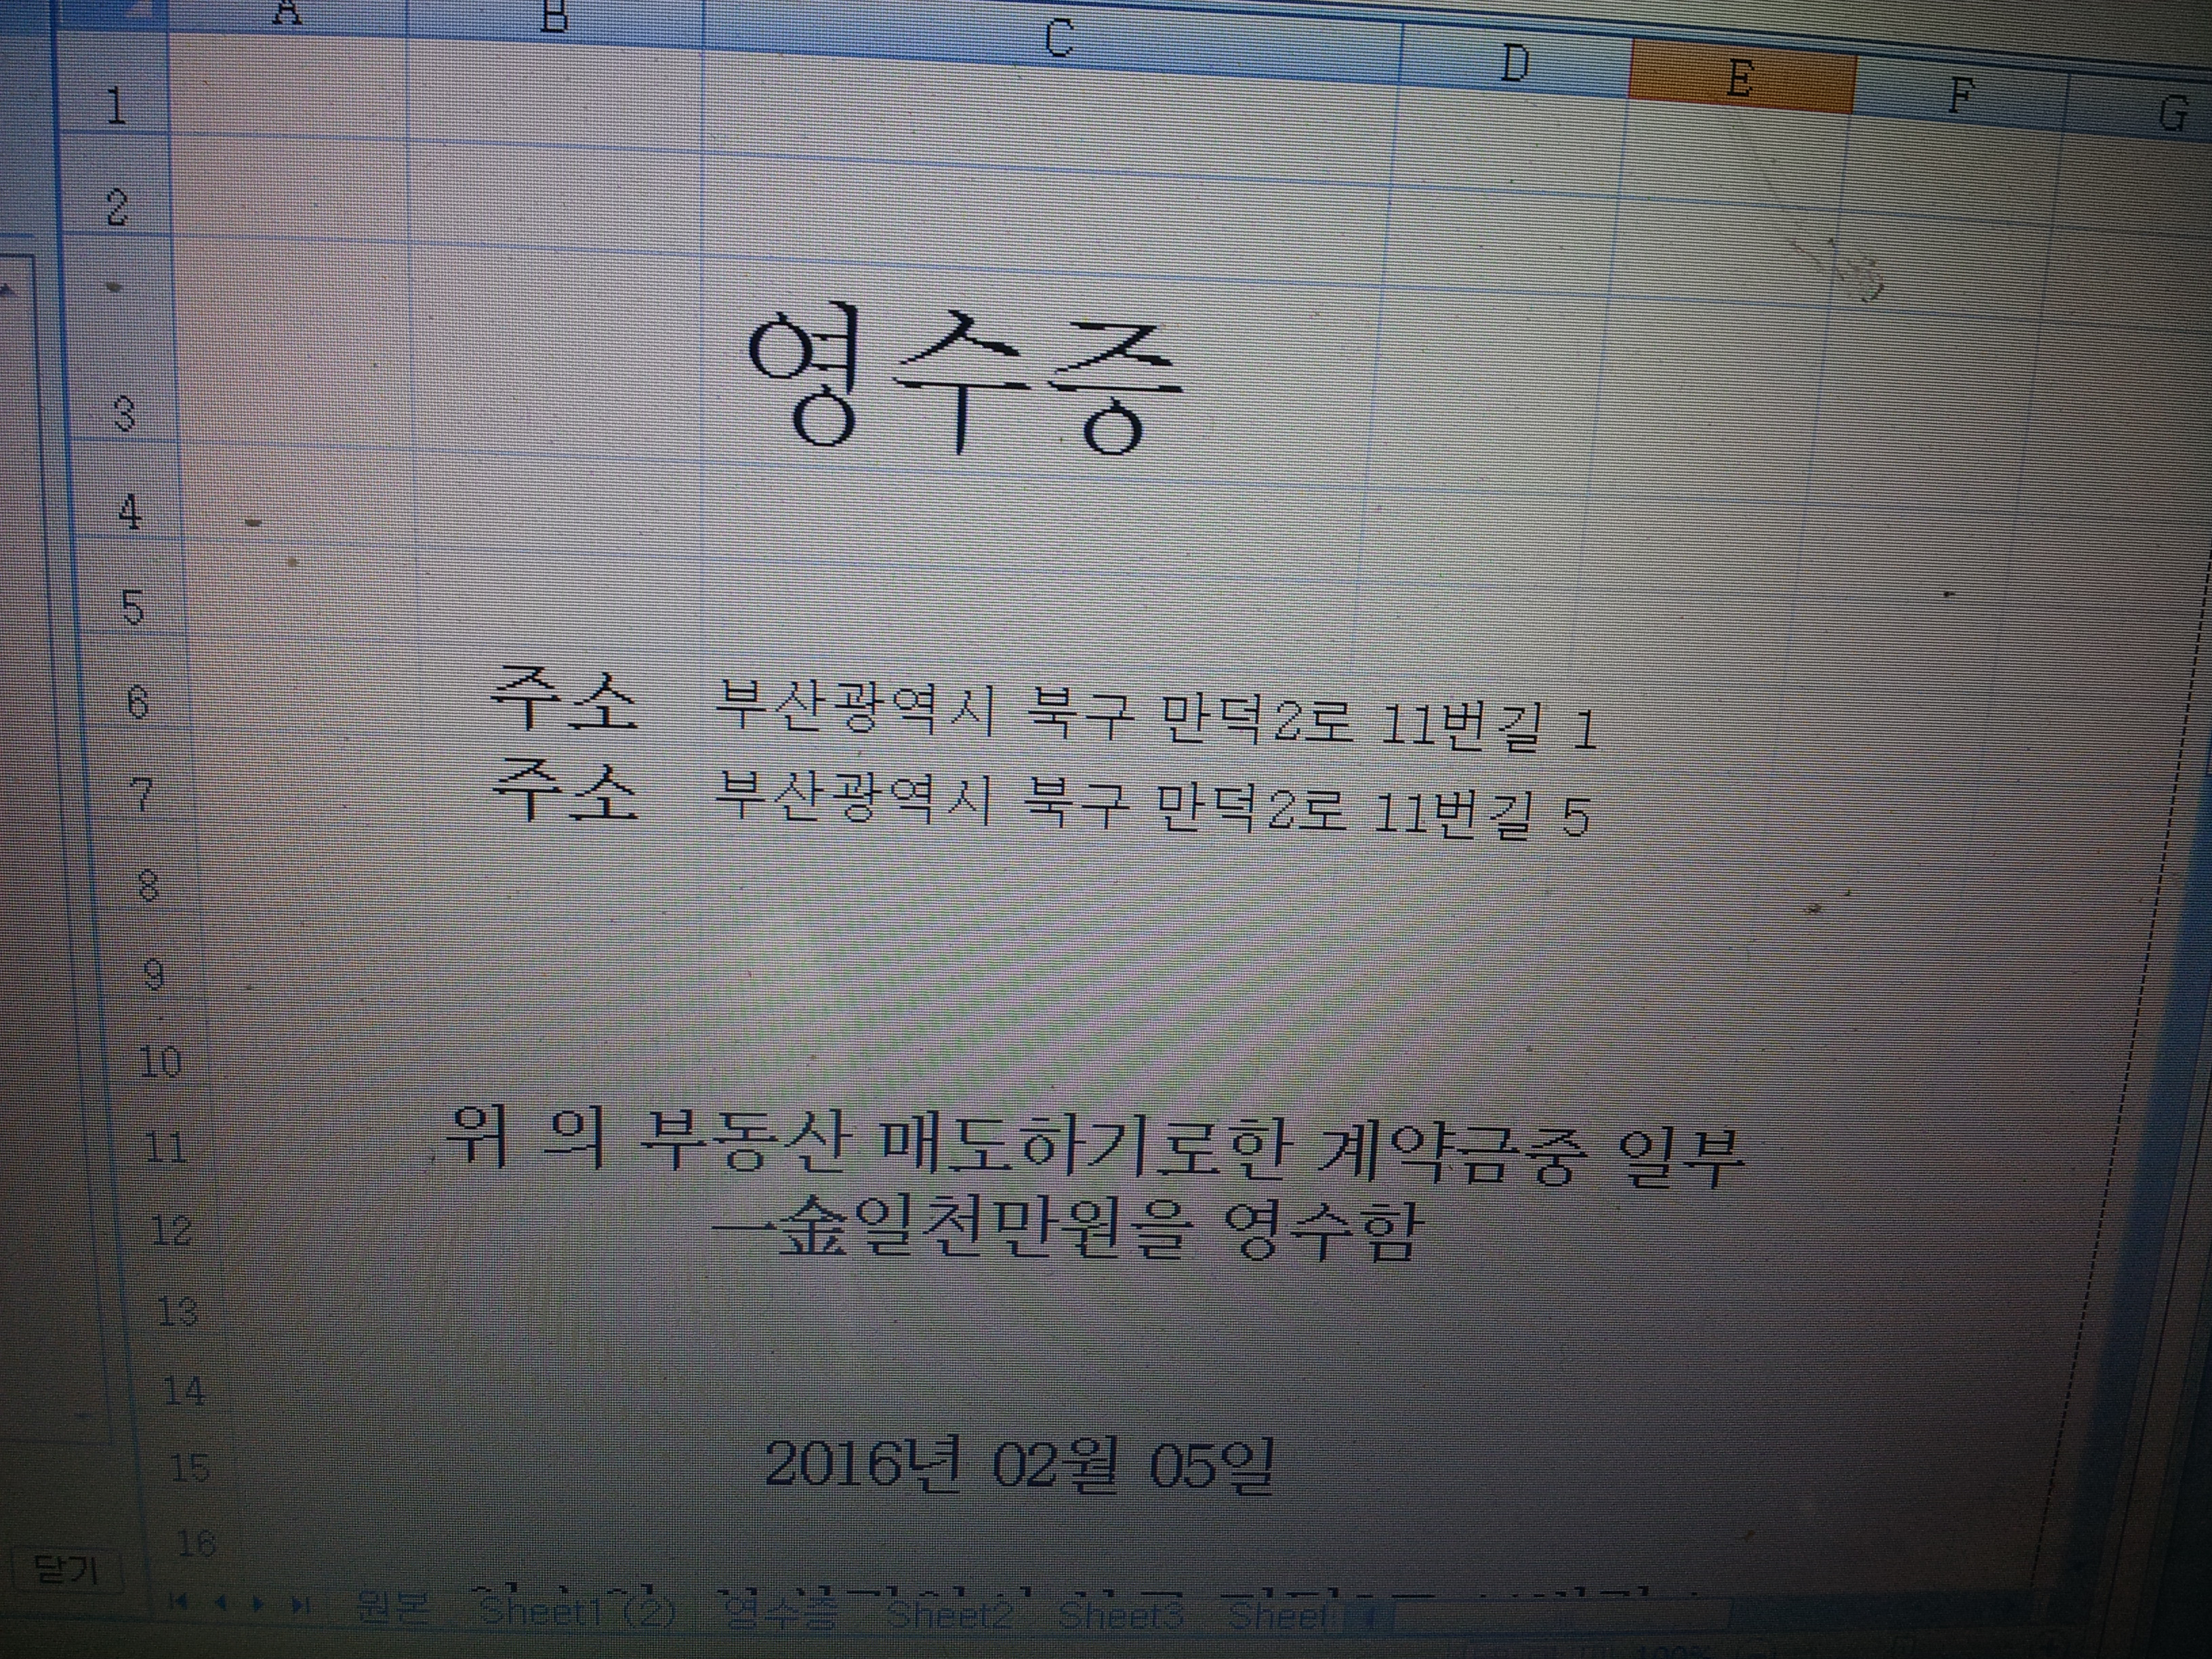 A B C D E F G
1
2
3 영수증
4
5
6 주소 부산광역시 북구 만덕2로 11번길 1
7 주소 부산광역시 북구 만덕2로 11번길 5
8
9
10
11 위 의 부동산 매도하기로한 계약금중 일부
12 一金일천만원을 영수함
13
14
15 2016년 02월 05일
16
닫기
원본 Sheet1 (2) 영수증 Sheet2 Sheet3 Sheet
100%